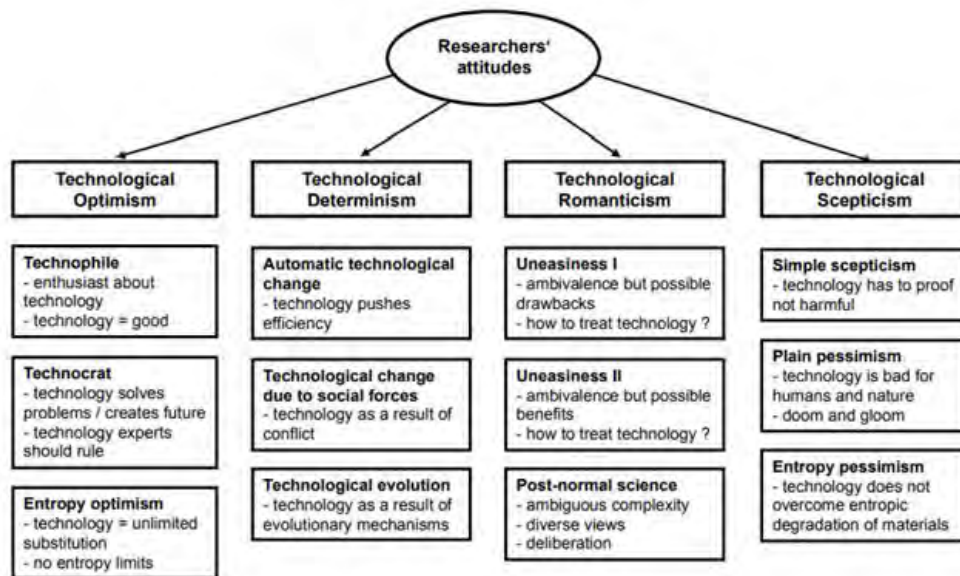 Researchers'
attitudes
Technological
Optimism
Technophile
- enthusiast about
technology
- technology = good
Technocrat
- technology solves
problems / creates future
- technology experts
should rule
Entropy optimism
- technology = unlimited
substitution
- no entropy limits
Technological
Determinism
Automatic technological
change
- technology pushes
efficiency
Technological change
due to social forces
- technology as a result of
conflict
Technological evolution
- technology as a result of
evolutionary mechanisms
Technological
Romanticism
Uneasiness I
- ambivalence but possible
drawbacks
- how to treat technology ?
Uneasiness II
- ambivalence but possible
benefits
- how to treat technology ?
Post-normal science
- ambiguous complexity
- diverse views
- deliberation
Technological
Scepticism
Simple scepticism
- technology has to proof
not harmful
Plain pessimism
- technology is bad for
humans and nature
- doom and gloom
Entropy pessimism
- technology does not
overcome entropic
degradation of materials